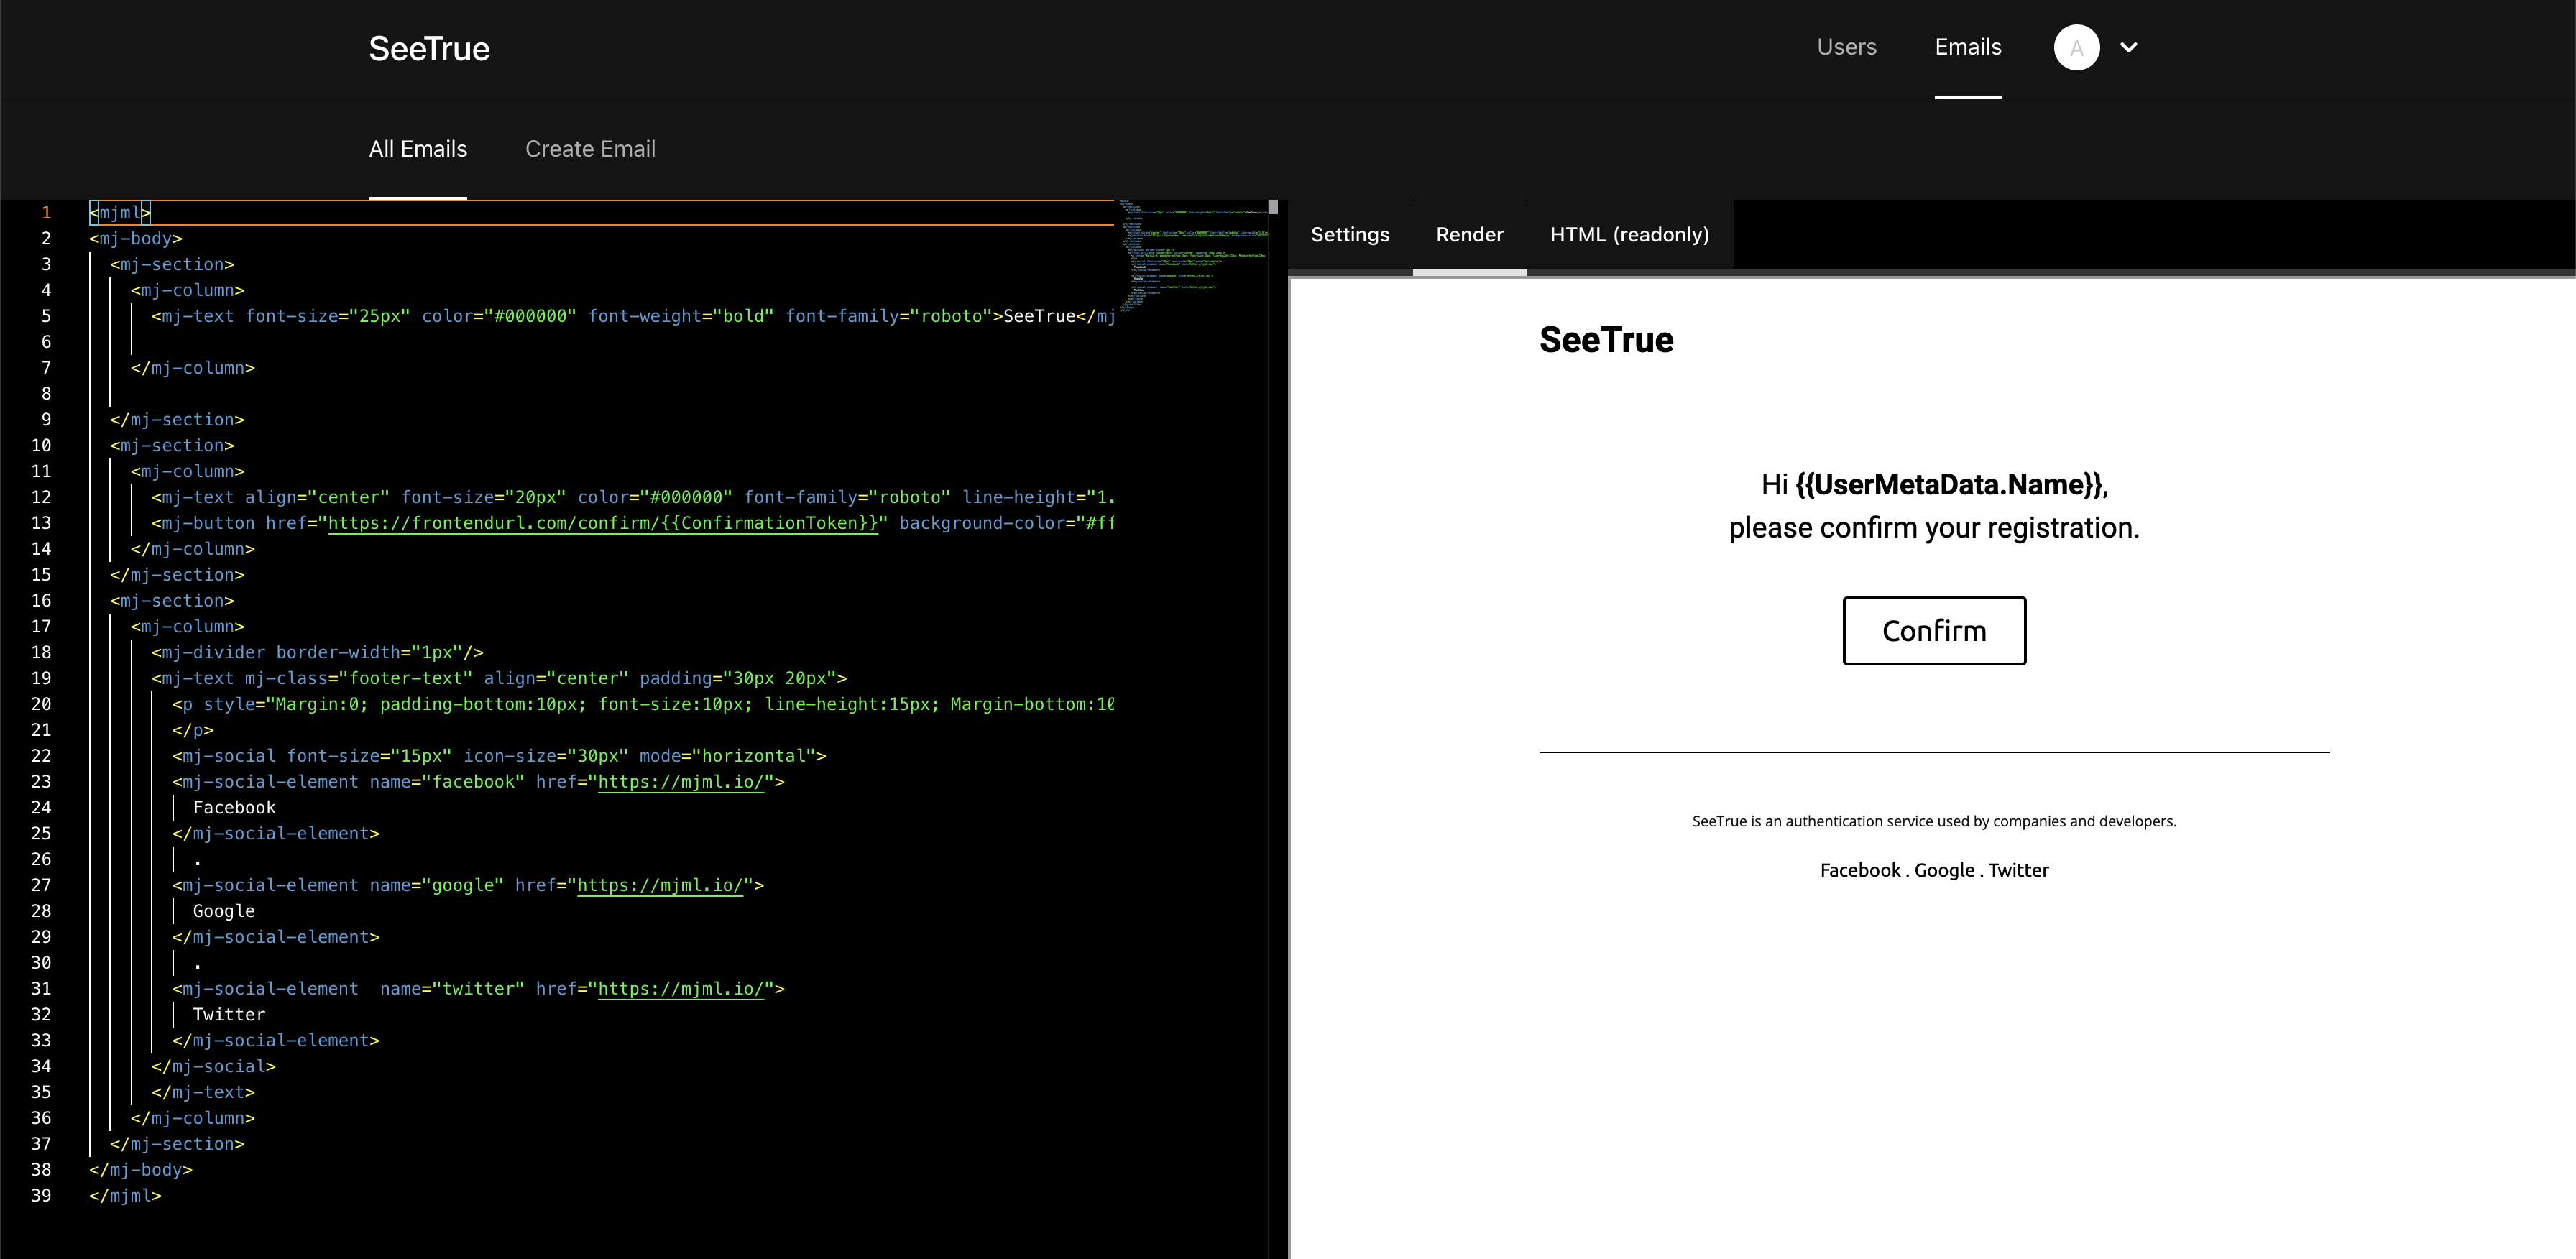 SeeTrue
Users Emails A
All Emails Create Email
1 <mjml>
2 <mj-body>
3 <mj-section>
4 <mj-column>
5 <mj-text font-size="25px" color="#000000" font-weight="bold" font-family="roboto">SeeTrue</mj
6
7 </mj-column>
8
9 </mj-section>
10 <mj-section>
11 <mj-column>
12 <mj-text align="center" font-size="20px" color="#000000" font-family="roboto" line-height="1.
13 <mj-button href="https://frontendurl.com/confirm/{{ConfirmationToken}}" background-color="#ff
14 </mj-column>
15 </mj-section>
16 <mj-section>
17 <mj-column>
18 <mj-divider border-width="1px"/>
19 <mj-text mj-class="footer-text" align="center" padding="30px 20px">
20 <p style="Margin:0; padding-bottom:10px; font-size:10px; line-height:15px; Margin-bottom:10
21 </p>
22 <mj-social font-size="15px" icon-size="30px" mode="horizontal">
23 <mj-social-element name="facebook" href="https://mjml.io/">
24 Facebook
25 </mj-social-element>
26 .
27 <mj-social-element name="google" href="https://mjml.io/">
28 Google
29 </mj-social-element>
30 .
31 <mj-social-element  name="twitter" href="https://mjml.io/">
32 Twitter
33 </mj-social-element>
34 </mj-social>
35 </mj-text>
36 </mj-column>
37 </mj-section>
38 </mj-body>
39 </mjml>
Settings Render HTML (readonly)
SeeTrue
Hi {{UserMetaData.Name}},
please confirm your registration.
Confirm
SeeTrue is an authentication service used by companies and developers.
Facebook . Google . Twitter